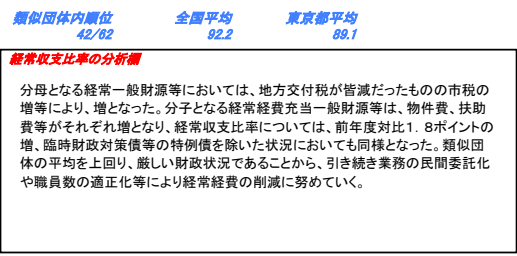 類似団体内順位 全国平均 東京都平均
42/62 92.2 89.1
経常収支比率の分析欄
分母となる経常一般財源等においては、地方交付税が皆減だったものの市税の
増等により、増となった。分子となる経常経費充当一般財源等は、物件費、扶助
費等がそれぞれ増となり、経常収支比率については、前年度対比1．8ポイントの
増、臨時財政対策債等の特例債を除いた状況においても同様となった。類似団
体の平均を上回り、厳しい財政状況であることから、引き続き業務の民間委託化
や職員数の適正化等により経常経費の削減に努めていく。